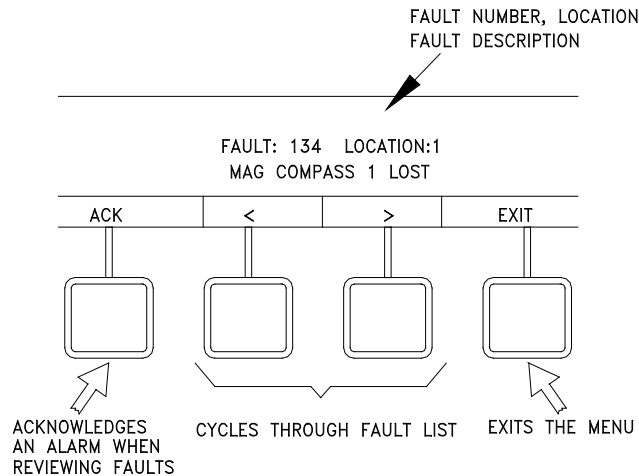 FAULT NUMBER, LOCATION
FAULT DESCRIPTION
FAULT: 134 LOCATION:1
MAG COMPASS 1 LOST
ACK < > EXIT
ACKNOWLEDGES
AN ALARM WHEN
REVIEWING FAULTS
CYCLES THROUGH FAULT LIST
EXITS THE MENU